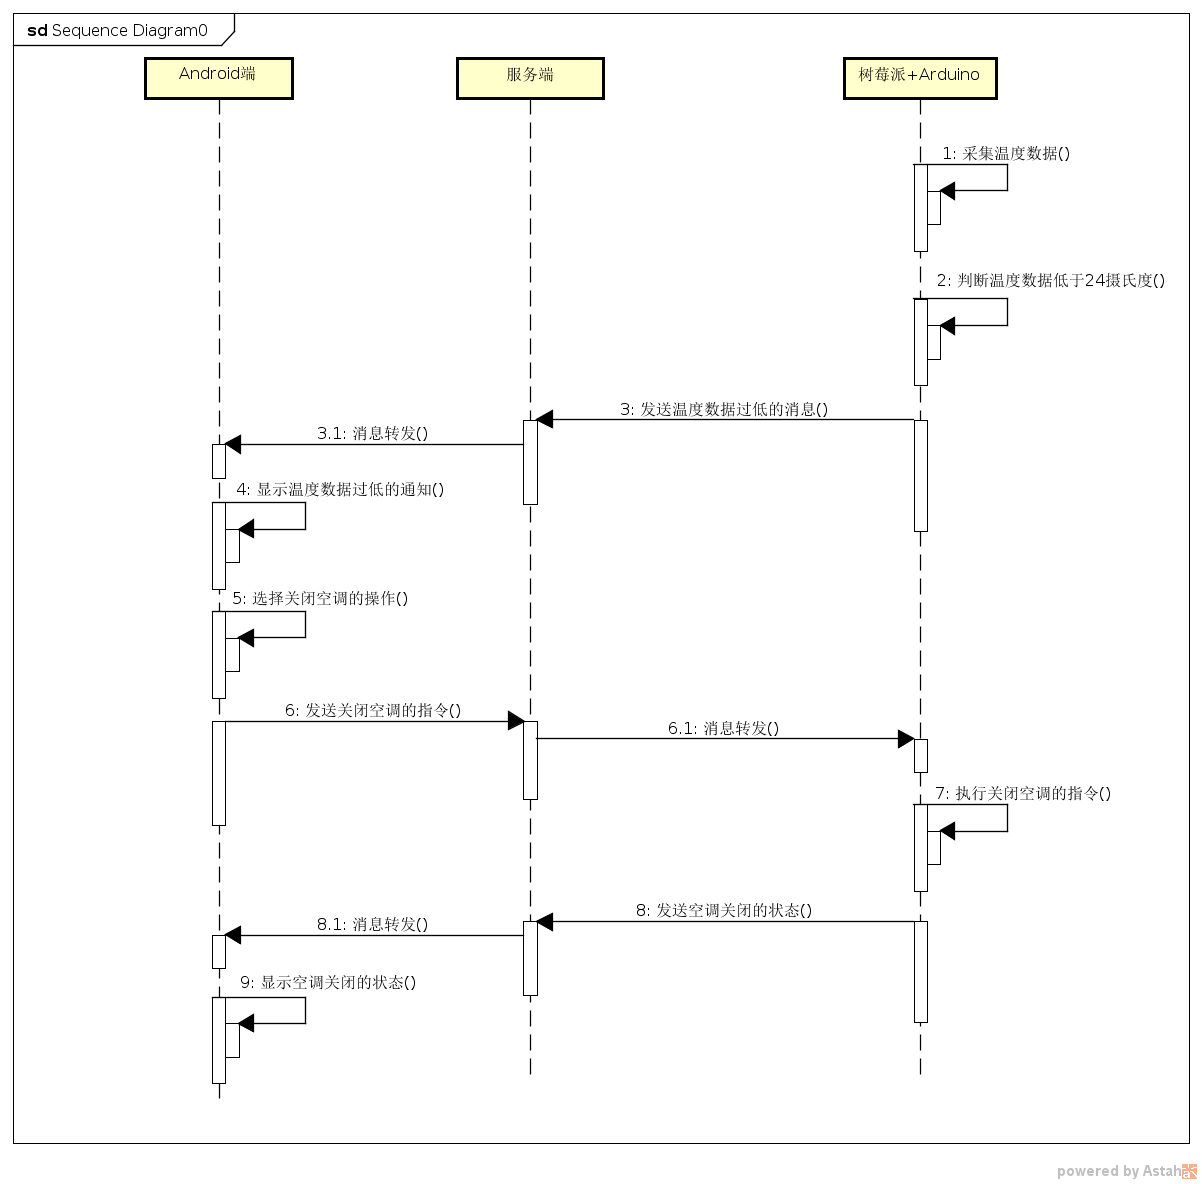 sd Sequence Diagram0
Android端
服务端
树莓派+Arduino
1: 采集温度数据()
2: 判断温度数据低于24摄氏度()
3: 发送温度数据过低的消息()
3.1: 消息转发()
4: 显示温度数据过低的通知()
5: 选择关闭空调的操作()
6: 发送关闭空调的指令()
6.1: 消息转发()
7: 执行关闭空调的指令()
8: 发送空调关闭的状态()
8.1: 消息转发()
9: 显示空调关闭的状态()
powered by Astah